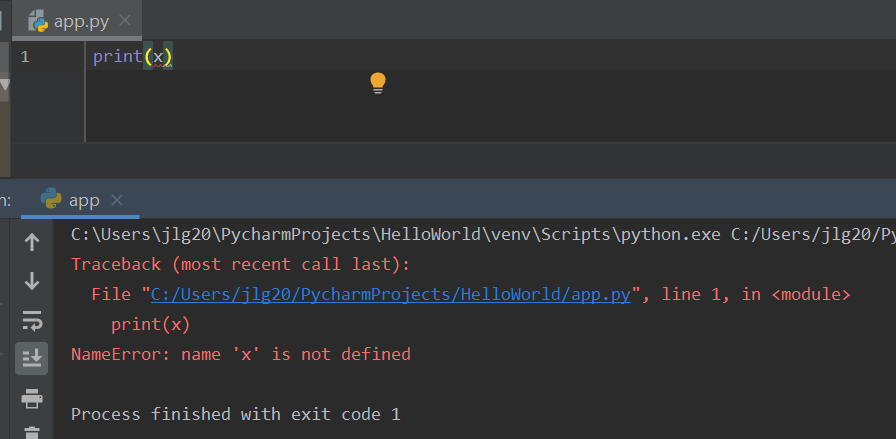 app.py
1 print(x)
app
C:\Users\jlg20\PycharmProjects\HelloWorld\venv\Scripts\python.exe C:/Users/jlg20/Py
Traceback (most recent call last):
File "C:/Users/jlg20/PycharmProjects/HelloWorld/app.py", line 1, in <module>
print(x)
NameError: name 'x' is not defined
Process finished with exit code 1